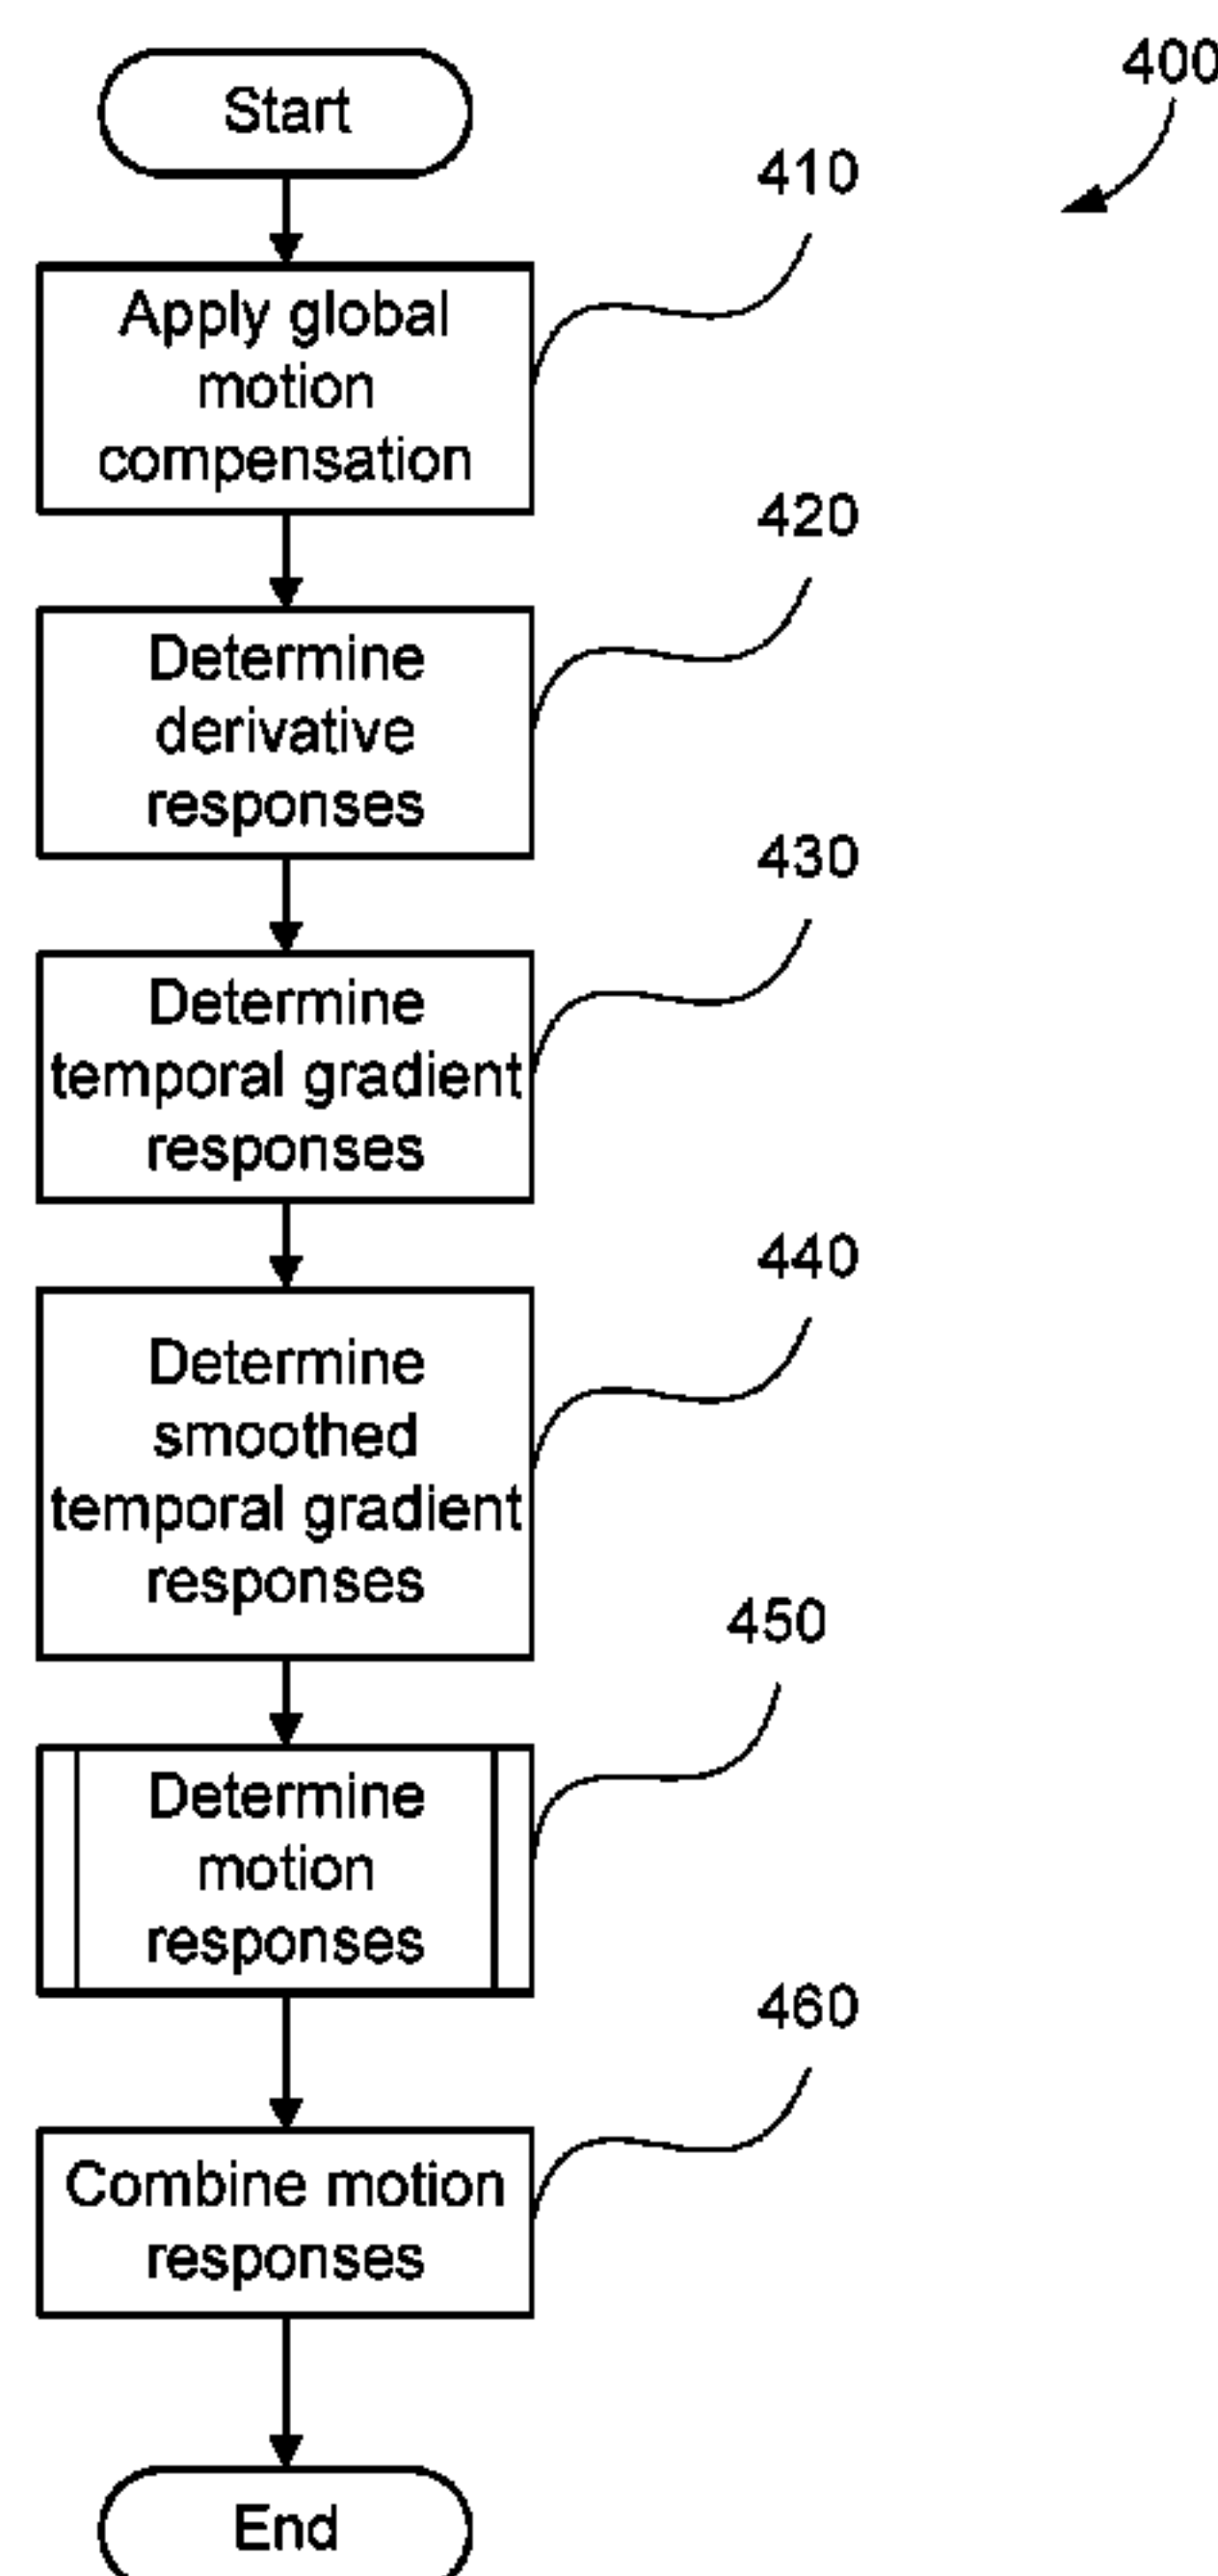 Start
400
410
Apply global
motion
compensation
420
Determine
derivative
responses
430
Determine
temporal gradient
responses
440
Determine
smoothed
temporal gradient
responses
450
Determine
motion
responses
460
Combine motion
responses
End